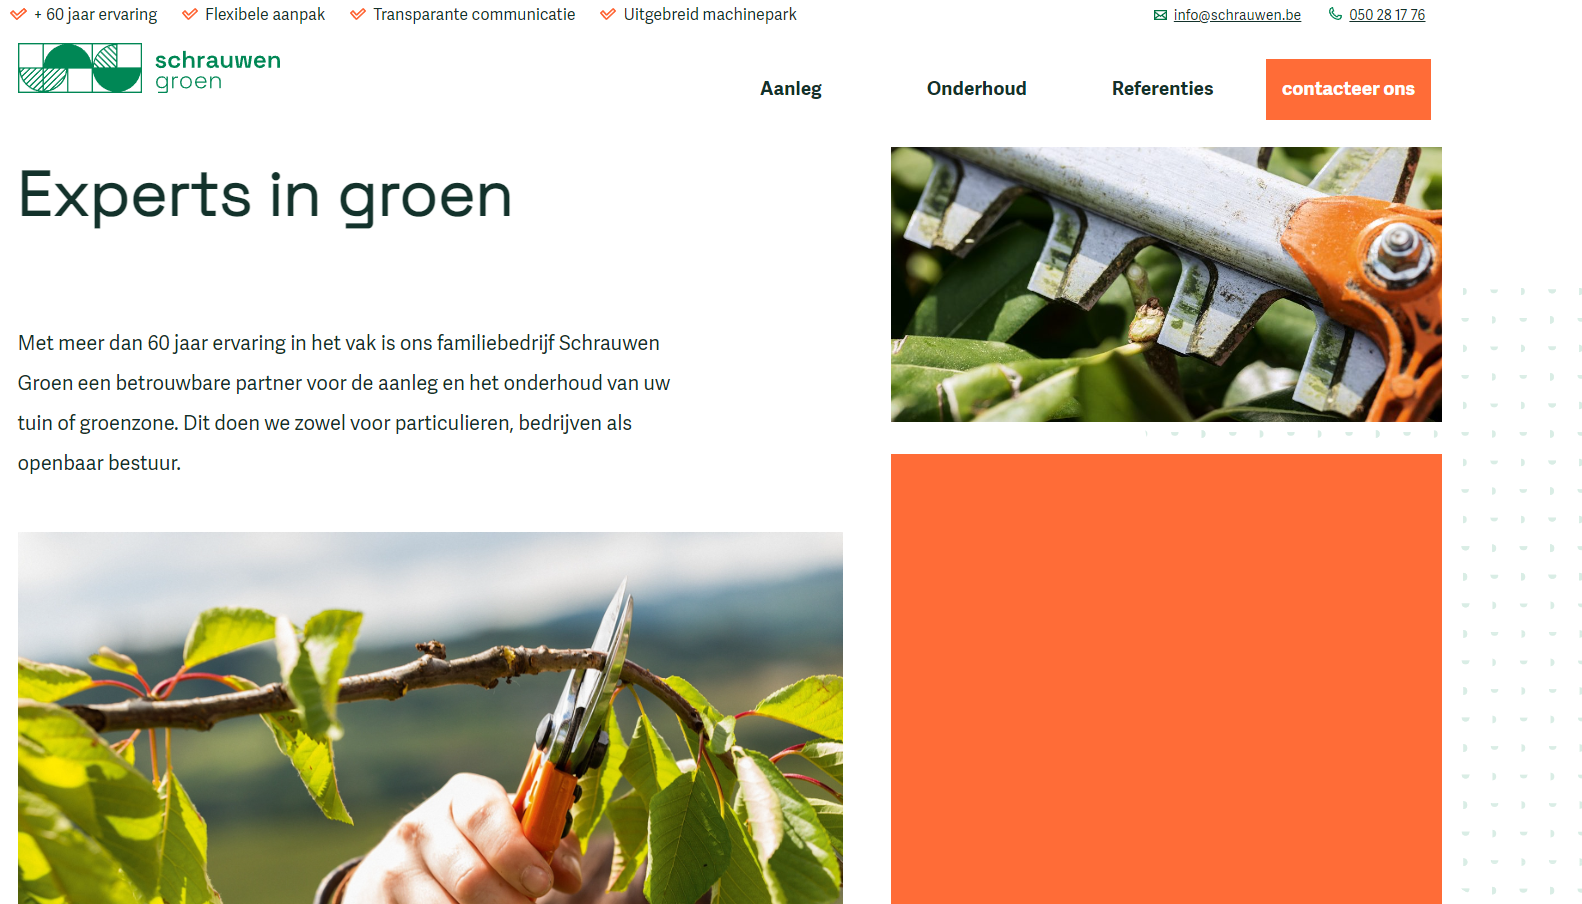 + 60 jaar ervaring
Flexibele aanpak
Transparante communicatie
Uitgebreid machinepark
info@schrauwen.be
050 28 17 76
schrauwen
groen
Aanleg
Onderhoud
Referenties
contacteer ons
Experts in groen
Met meer dan 60 jaar ervaring in het vak is ons familiebedrijf Schrauwen
Groen een betrouwbare partner voor de aanleg en het onderhoud van uw
tuin of groenzone. Dit doen we zowel voor particulieren, bedrijven als
openbaar bestuur.